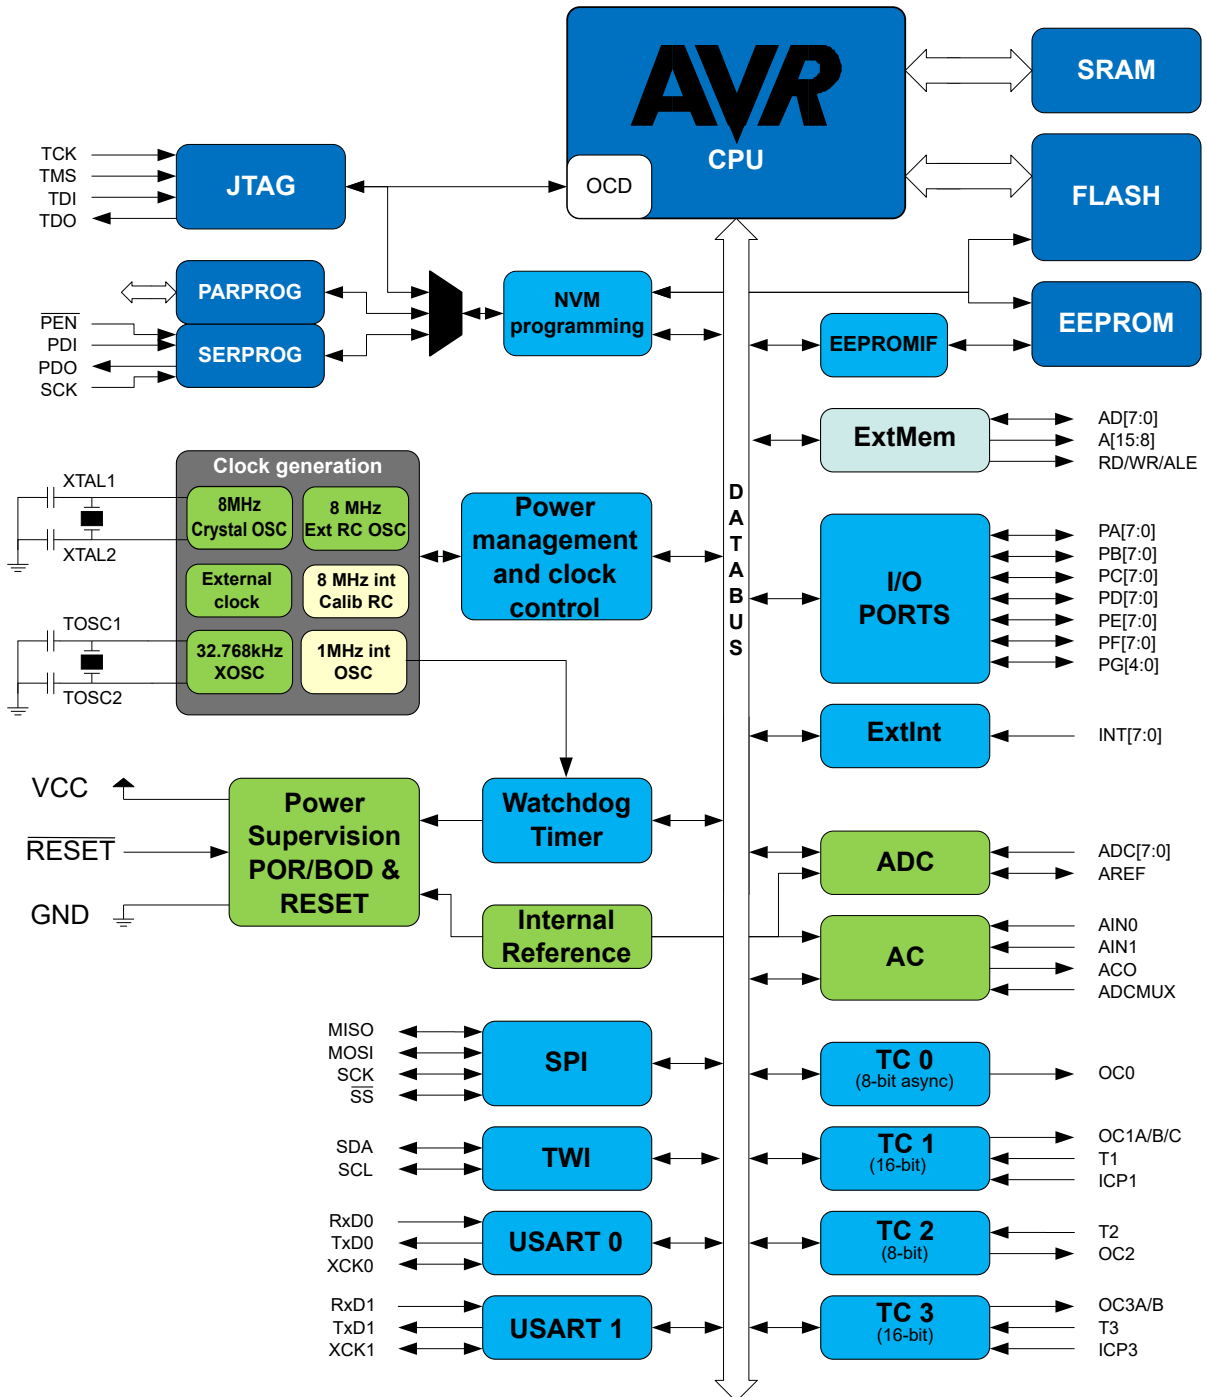 AVR
CPU
OCD
SRAM
FLASH
EEPROM
TCK
TMS
TDI
TDO
JTAG
PARPROG
PEN
PDI
PDO
SCK
SERPROG
NVM
programming
EEPROMIF
ExtMem
AD[7:0]
A[15:8]
RD/WR/ALE
Clock generation
XTAL1
XTAL2
8MHz
Crystal OSC
8 MHz
Ext RC OSC
External
clock
8 MHz int
Calib RC
TOSC1
TOSC2
32.768kHz
XOSC
1MHz int
OSC
Power
management
and clock
control
DATABUS
I/O
PORTS
PA[7:0]
PB[7:0]
PC[7:0]
PD[7:0]
PE[7:0]
PF[7:0]
PG[4:0]
ExtInt
INT[7:0]
VCC
RESET
GND
Power
Supervision
POR/BOD &
RESET
Watchdog
Timer
Internal
Reference
ADC
ADC[7:0]
AREF
AC
AIN0
AIN1
ACO
ADCMUX
MISO
MOSI
SCK
SS
SPI
TC 0
(8-bit async)
OC0
SDA
SCL
TWI
TC 1
(16-bit)
OC1A/B/C
T1
ICP1
RxD0
TxD0
XCK0
USART 0
TC 2
(8-bit)
T2
OC2
RxD1
TxD1
XCK1
USART 1
TC 3
(16-bit)
OC3A/B
T3
ICP3